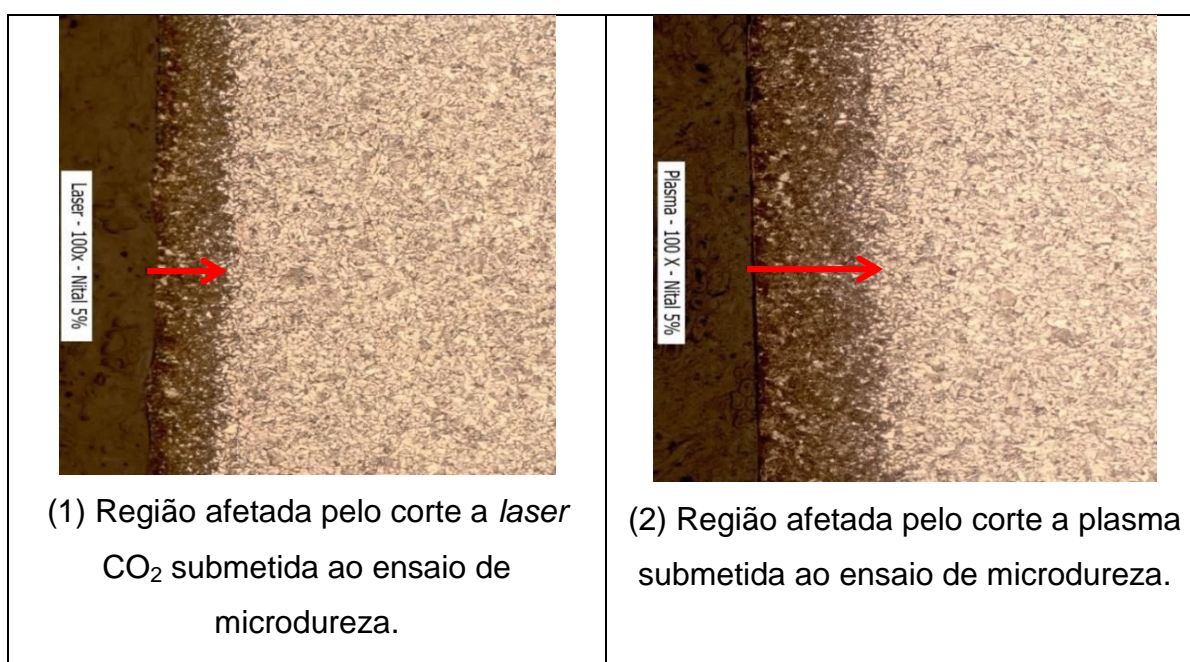 Laser - 100x - Nital 5%
(1) Região afetada pelo corte a laser
CO₂ submetida ao ensaio de
microdureza.
Plasma - 100 X - Nital 5%
(2) Região afetada pelo corte a plasma
submetida ao ensaio de microdureza.